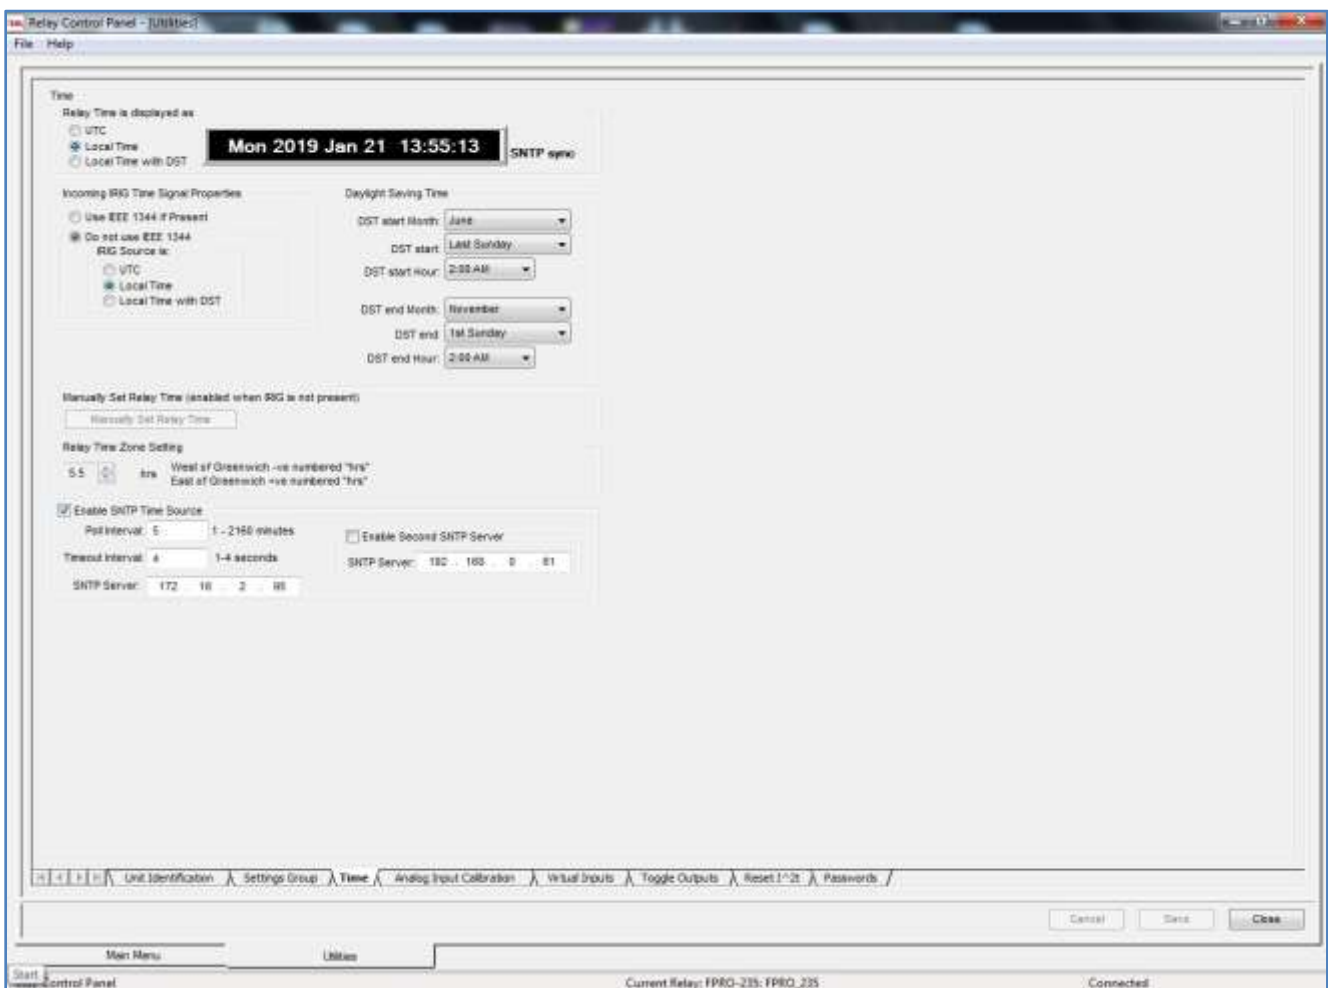 Relay Control Panel - [Utilities]
File Help
Time
Relay Time is displayed as
UTC
Local Time
Local Time with DST
Mon 2019 Jan 21 13:55:13
SNTP sync
Incoming IRIG Time Signal Properties
Use IEEE 1344 if Present
Do not use IEEE 1344
IRIG Source is:
UTC
Local Time
Local Time with DST
Daylight Saving Time
DST start Month: June
DST start: Last Sunday
DST start Hour: 2:00 AM
DST end Month: November
DST end: 1st Sunday
DST end Hour: 2:00 AM
Manually Set Relay Time (enabled when IRIG is not present)
Manually Set Relay Time
Relay Time Zone Setting
5.5 hrs West of Greenwich -ve numbered "hrs"
East of Greenwich +ve numbered "hrs"
Enable SNTP Time Source
Poll Interval: 5 1 - 2160 minutes
Timeout Interval: 4 1-4 seconds
SNTP Server: 172 . . 2 .
Enable Second SNTP Server
SNTP Server: 192 . 168 . 0 . 81
Unit Identification Settings Group Time Analog Input Calibration Virtual Inputs Toggle Outputs Reset I^2t Passwords
Cancel Send Close
Main Menu Utilities
Start
Control Panel Current Relay: FPRO-235: FPRO_235 Connected